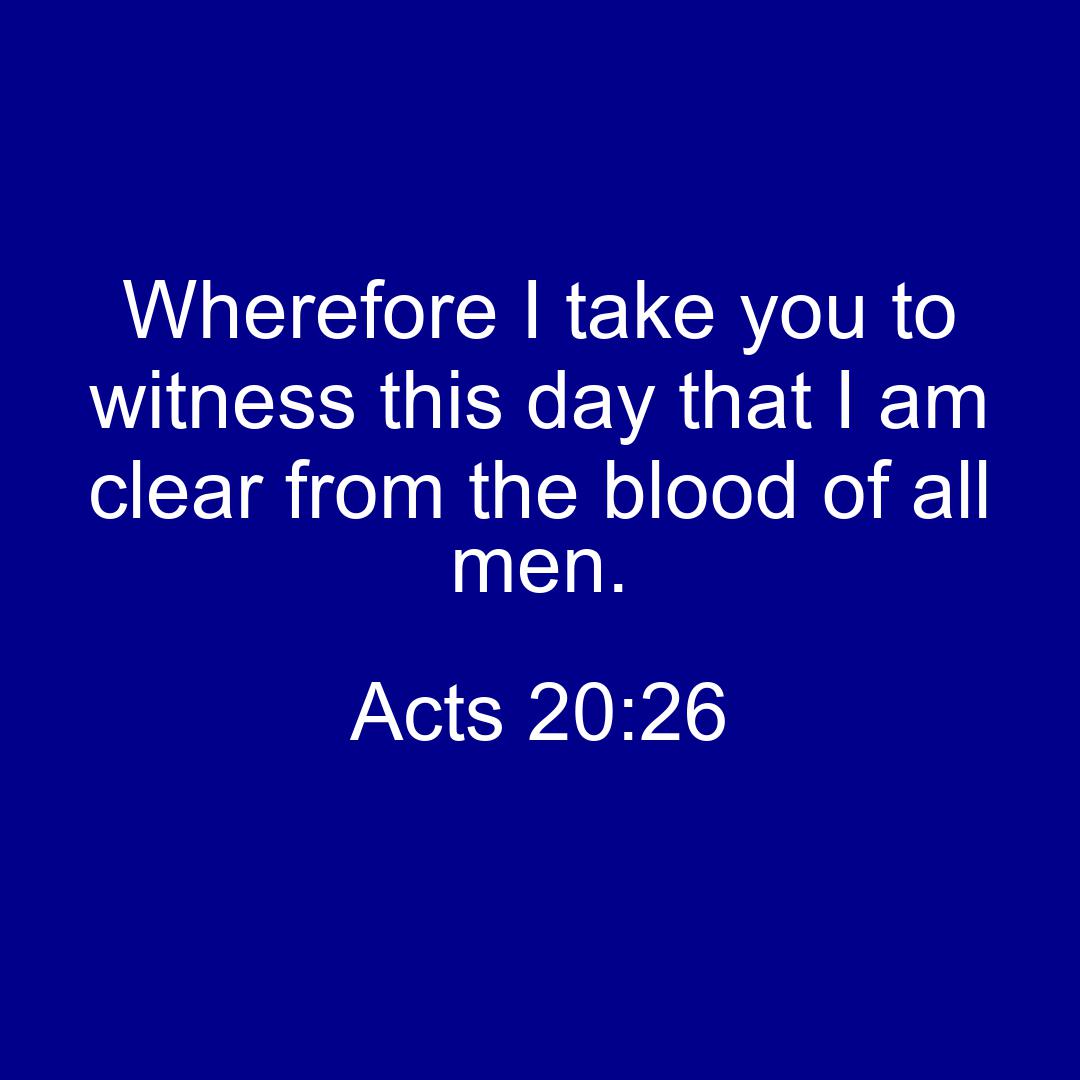 Wherefore I take you to
witness this day that I am
clear from the blood of all
men.
Acts 20:26